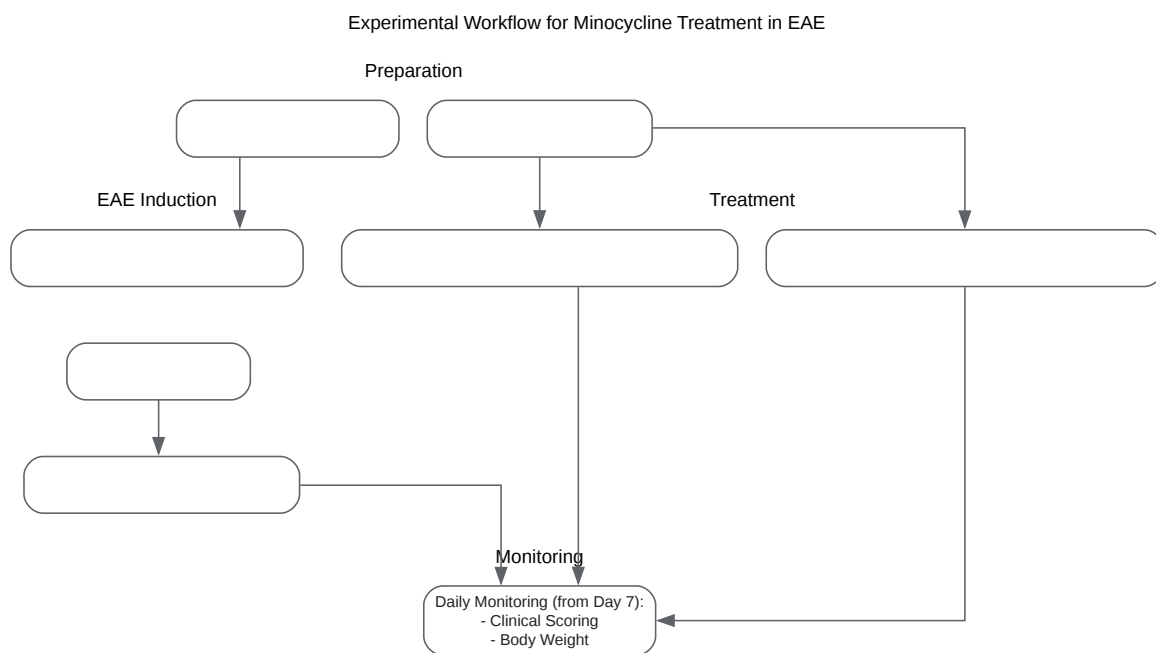 Experimental Workflow for Minocycline Treatment in EAE
Preparation
EAE Induction
Treatment
Monitoring
Daily Monitoring (from Day 7):
- Clinical Scoring
- Body Weight